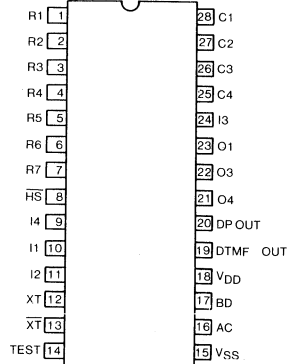 R1 1 28 C1
R2 2 27 C2
R3 3 26 C3
R4 4 25 C4
R5 5 24 I3
R6 6 23 O1
R7 7 22 O3
H̅S̅ 8 21 O4
I4 9 20 DP OUT
I1 10 19 DTMF OUT
I2 11 18 VDD
XT 12 17 BD
X̅T̅ 13 16 AC
TEST 14 15 VSS